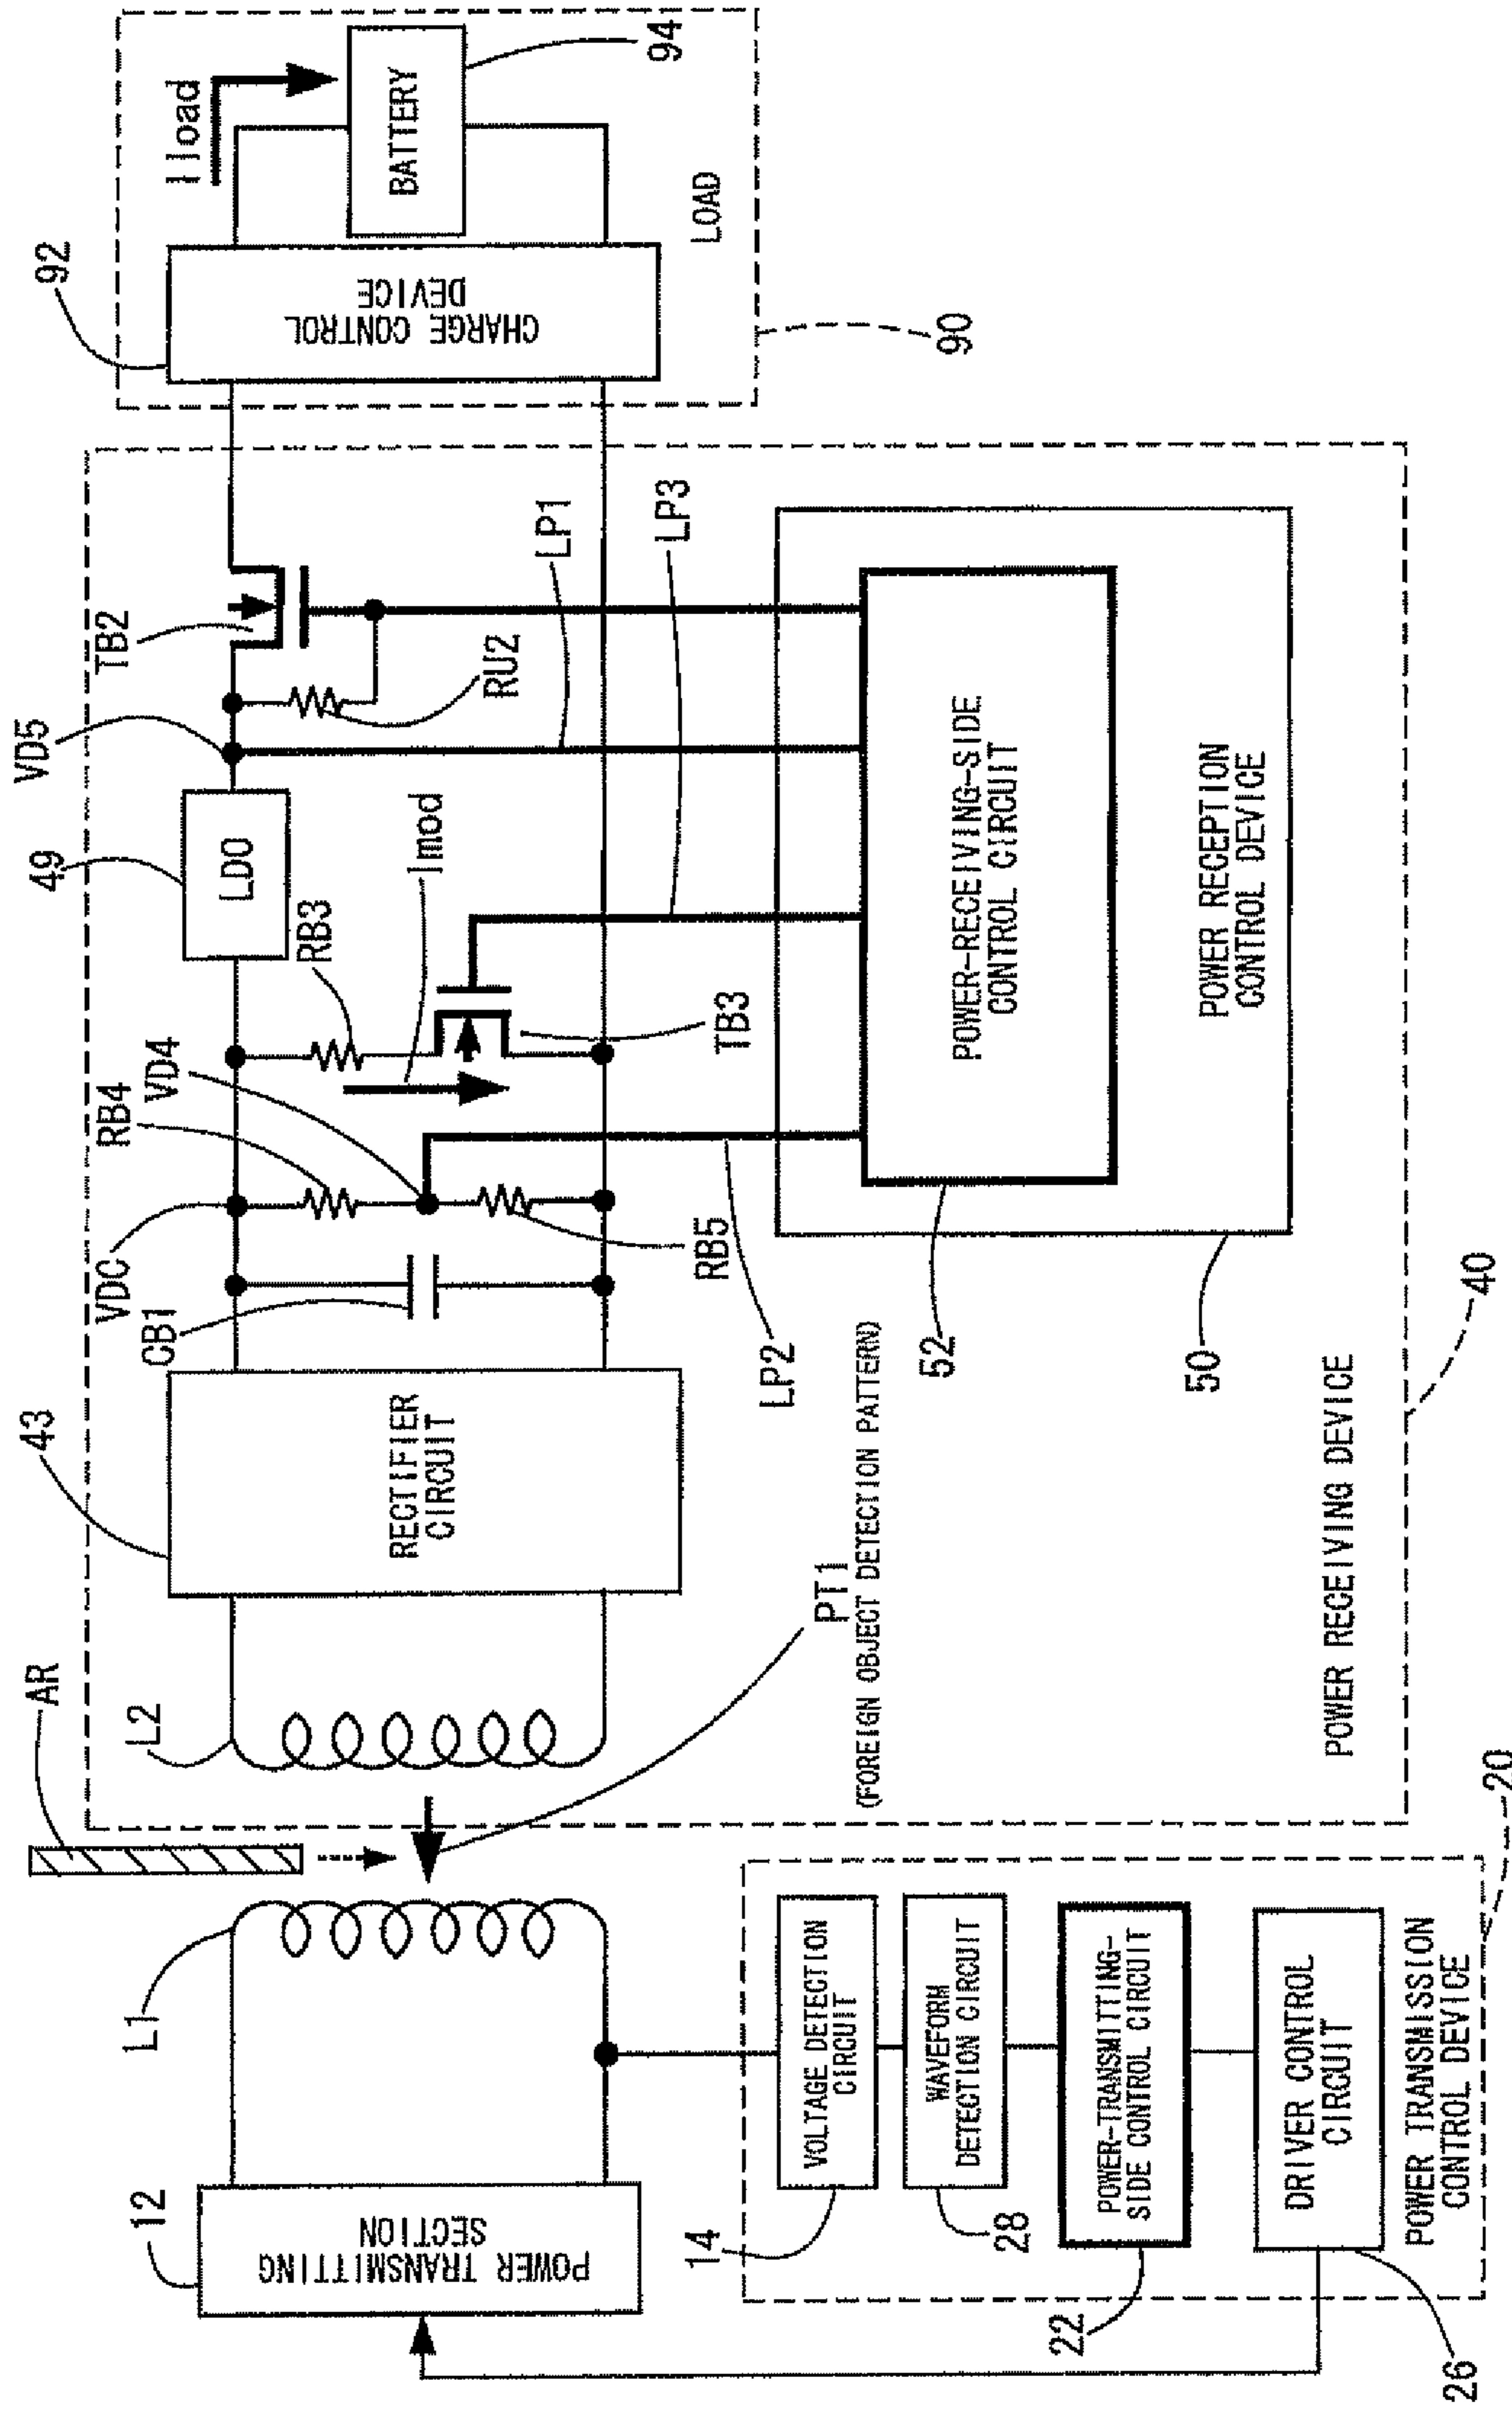 12
POWER TRANSMITTING
SECTION
L1
AR
L2
43
RECTIFIER
CIRCUIT
CB1
VDC
RB4
VD4
RB5
RB3
Imod
TB3
49
LDO
VD5
TB2
RU2
LP1
LP3
LP2
92
CHARGE CONTROL
DEVICE
Iload
BATTERY
94
LOAD
90
PT1
(FOREIGN OBJECT DETECTION PATTERN)
POWER-RECEIVING-SIDE
CONTROL CIRCUIT
52
POWER RECEPTION
CONTROL DEVICE
50
POWER RECEIVING DEVICE
40
14
VOLTAGE DETECTION
CIRCUIT
28
WAVEFORM
DETECTION CIRCUIT
22
POWER-TRANSMITTING-
SIDE CONTROL CIRCUIT
26
DRIVER CONTROL
CIRCUIT
POWER TRANSMISSION
CONTROL DEVICE
20